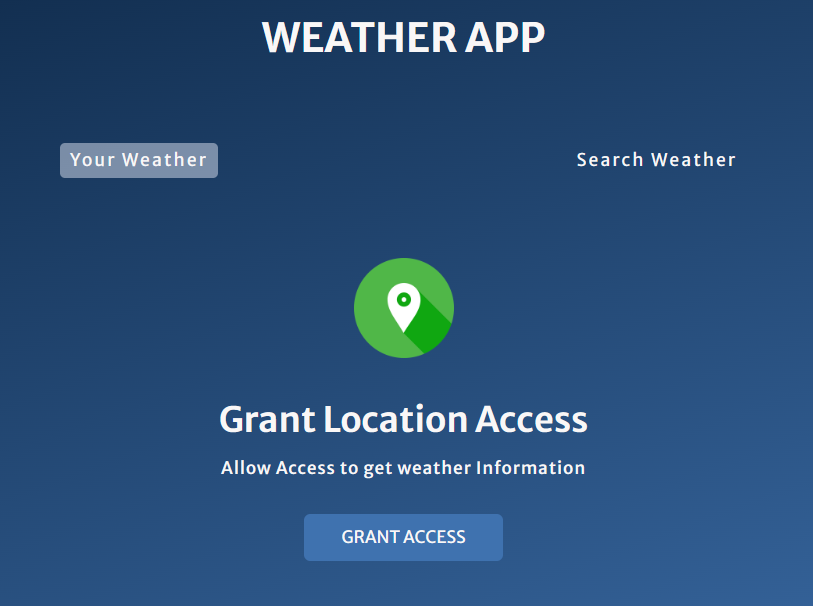 WEATHER APP
Your Weather
Search Weather
Grant Location Access
Allow Access to get weather Information
GRANT ACCESS